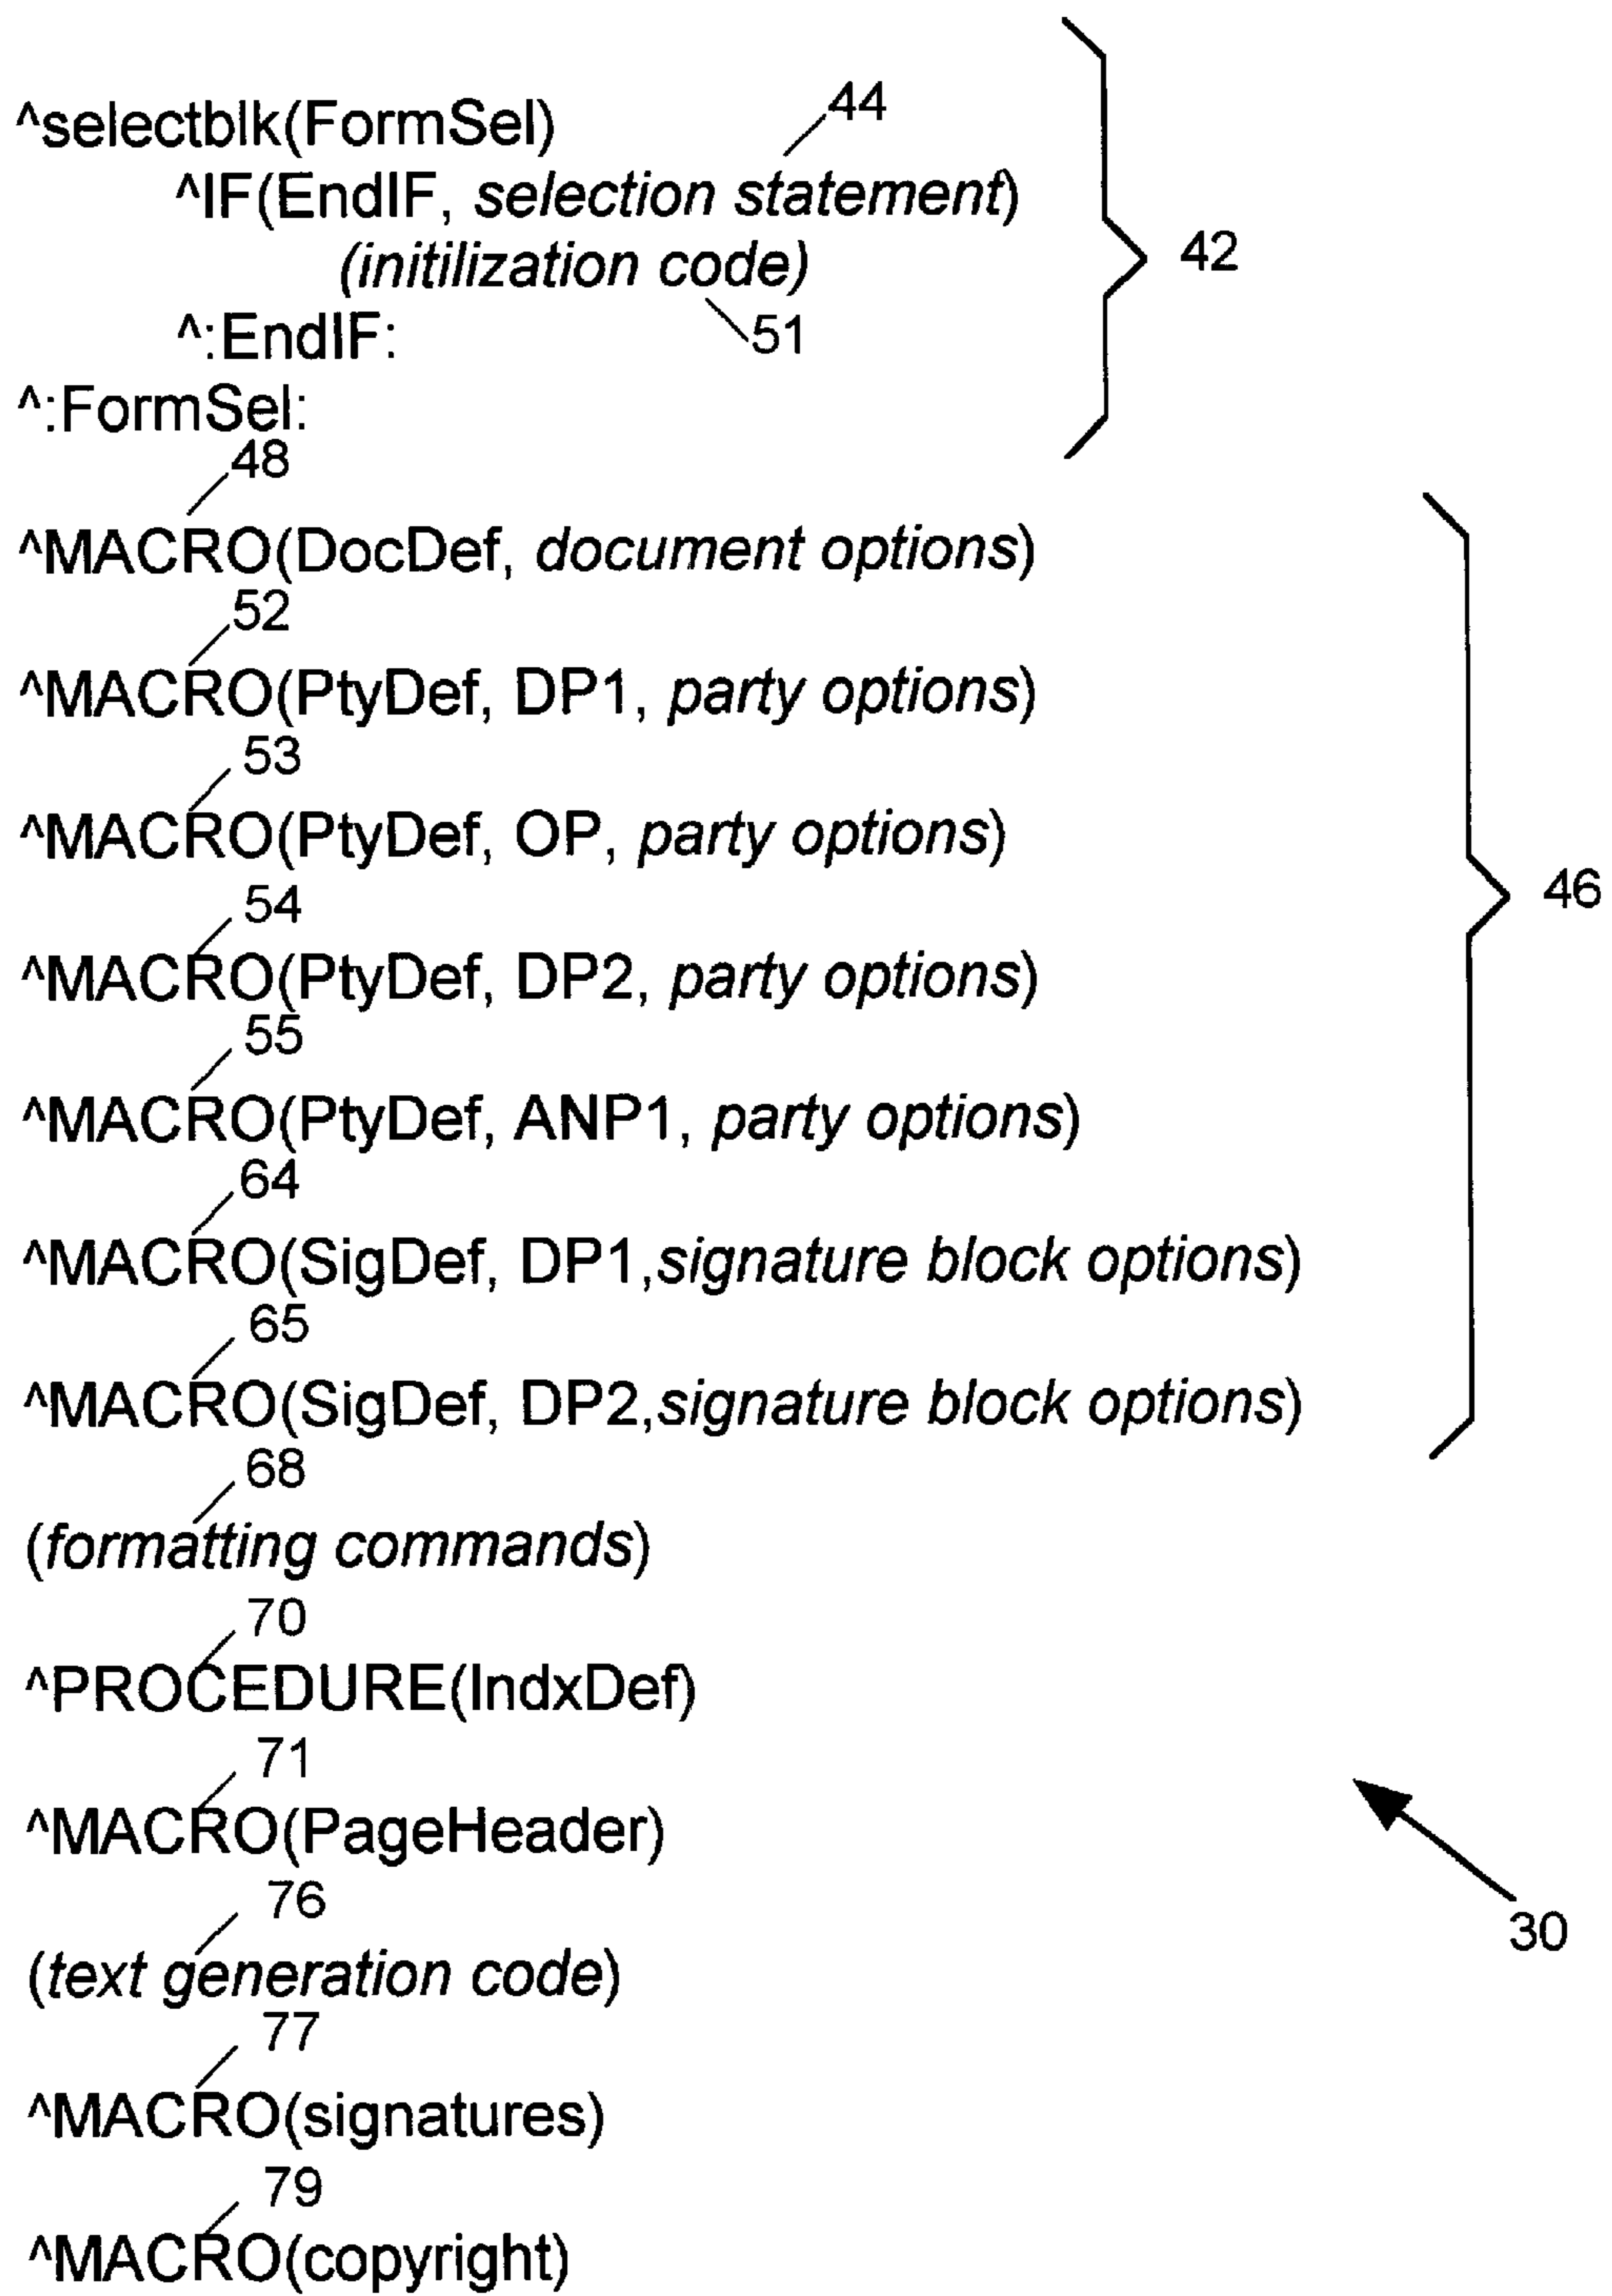 ^selectblk(FormSel)
44
^IF(EndIF, selection statement)
(initilization code)
42
^:EndIF:
51
^:FormSel:
48
^MACRO(DocDef, document options)
52
^MACRO(PtyDef, DP1, party options)
53
^MACRO(PtyDef, OP, party options)
46
54
^MACRO(PtyDef, DP2, party options)
55
^MACRO(PtyDef, ANP1, party options)
64
^MACRO(SigDef, DP1,signature block options)
65
^MACRO(SigDef, DP2,signature block options)
68
(formatting commands)
70
^PROCEDURE(IndxDef)
71
^MACRO(PageHeader)
76
30
(text generation code)
77
^MACRO(signatures)
79
^MACRO(copyright)